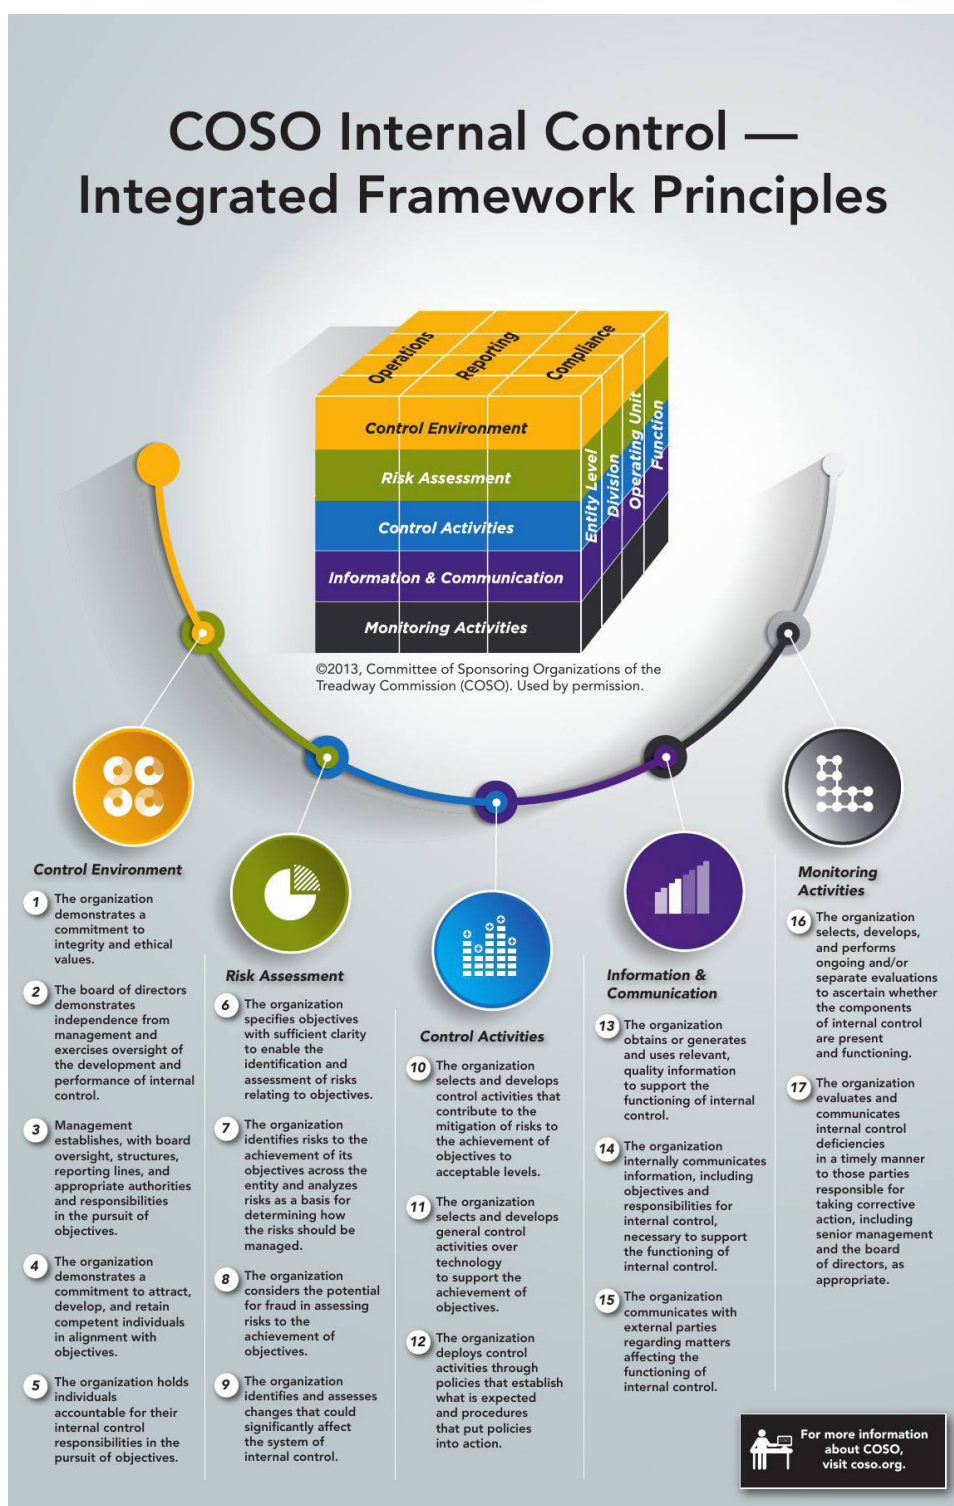 COSO Internal Control —
Integrated Framework Principles
Operations
Reporting
Compliance
Control Environment
Risk Assessment
Control Activities
Information & Communication
Monitoring Activities
Entity Level
Division
Operating Unit
Function
©2013, Committee of Sponsoring Organizations of the
Treadway Commission (COSO). Used by permission.
Control Environment
1 The organization
demonstrates a
commitment to
integrity and ethical
values.
2 The board of directors
demonstrates
independence from
management and
exercises oversight of
the development and
performance of internal
control.
3 Management
establishes, with board
oversight, structures,
reporting lines, and
appropriate authorities
and responsibilities
in the pursuit of
objectives.
4 The organization
demonstrates a
commitment to attract,
develop, and retain
competent individuals
in alignment with
objectives.
5 The organization holds
individuals
accountable for their
internal control
responsibilities in the
pursuit of objectives.
Risk Assessment
6 The organization
specifies objectives
with sufficient clarity
to enable the
identification and
assessment of risks
relating to objectives.
7 The organization
identifies risks to the
achievement of its
objectives across the
entity and analyzes
risks as a basis for
determining how
the risks should be
managed.
8 The organization
considers the potential
for fraud in assessing
risks to the
achievement of
objectives.
9 The organization
identifies and assesses
changes that could
significantly affect
the system of
internal control.
Control Activities
10 The organization
selects and develops
control activities that
contribute to the
mitigation of risks to
the achievement of
objectives to
acceptable levels.
11 The organization
selects and develops
general control
activities over
technology
to support the
achievement of
objectives.
12 The organization
deploys control
activities through
policies that establish
what is expected
and procedures
that put policies
into action.
Information &
Communication
13 The organization
obtains or generates
and uses relevant,
quality information
to support the
functioning of internal
control.
14 The organization
internally communicates
information, including
objectives and
responsibilities for
internal control,
necessary to support
the functioning of
internal control.
15 The organization
communicates with
external parties
regarding matters
affecting the
functioning of
internal control.
Monitoring
Activities
16 The organization
selects, develops,
and performs
ongoing and/or
separate evaluations
to ascertain whether
the components
of internal control
are present
and functioning.
17 The organization
evaluates and
communicates
internal control
deficiencies
in a timely manner
to those parties
responsible for
taking corrective
action, including
senior management
and the board
of directors, as
appropriate.
For more information
about COSO,
visit coso.org.